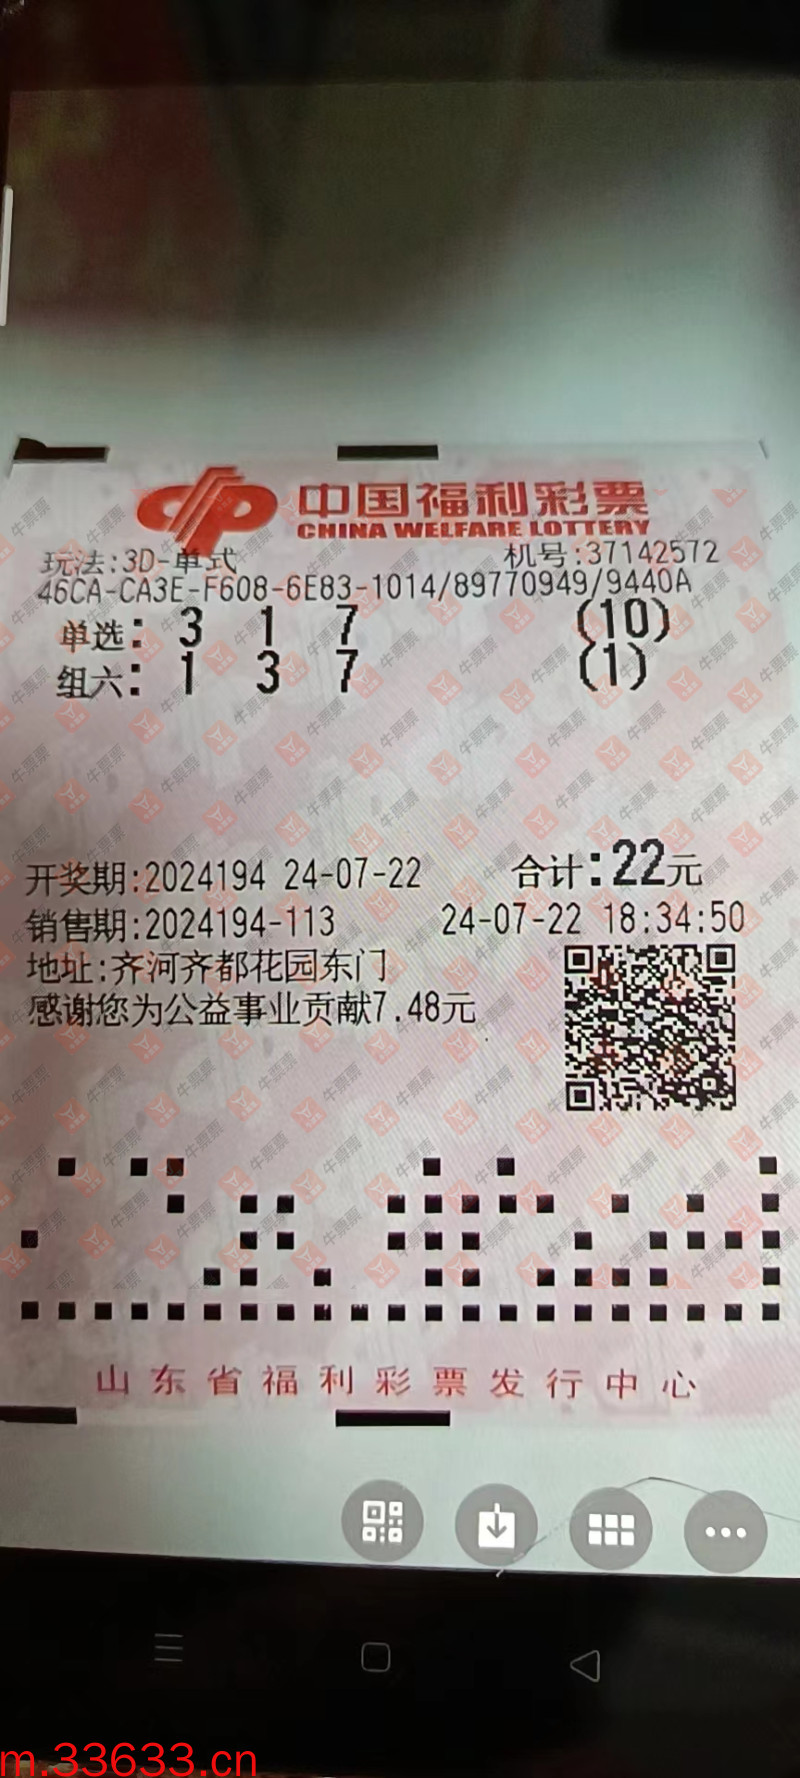 中国福利彩票
CHINA WELFARE LOTTERY
玩法:3D-单式 机号:37142572
46CA-CA3E-F608-6E83-1014/89770949/9440A
单选: 3 1 7 (10)
组六: 1 3 7 (1)
开奖期:2024194 24-07-22 合计:22元
销售期:2024194-113 24-07-22 18:34:50
地址:齐河齐都花园东门
感谢您为公益事业贡献7.48元
山东省福利彩票发行中心
牛票票
m.33633.cn